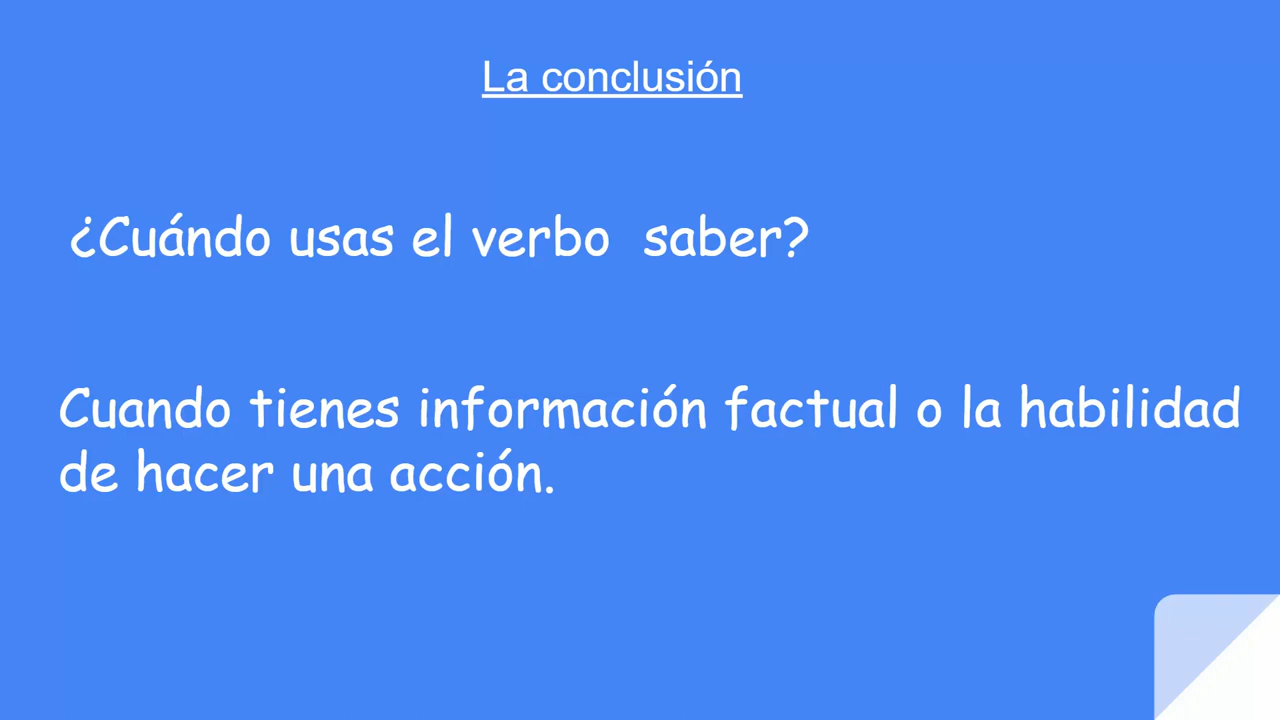 La conclusión
¿Cuándo usas el verbo saber?
Cuando tienes información factual o la habilidad
de hacer una acción.